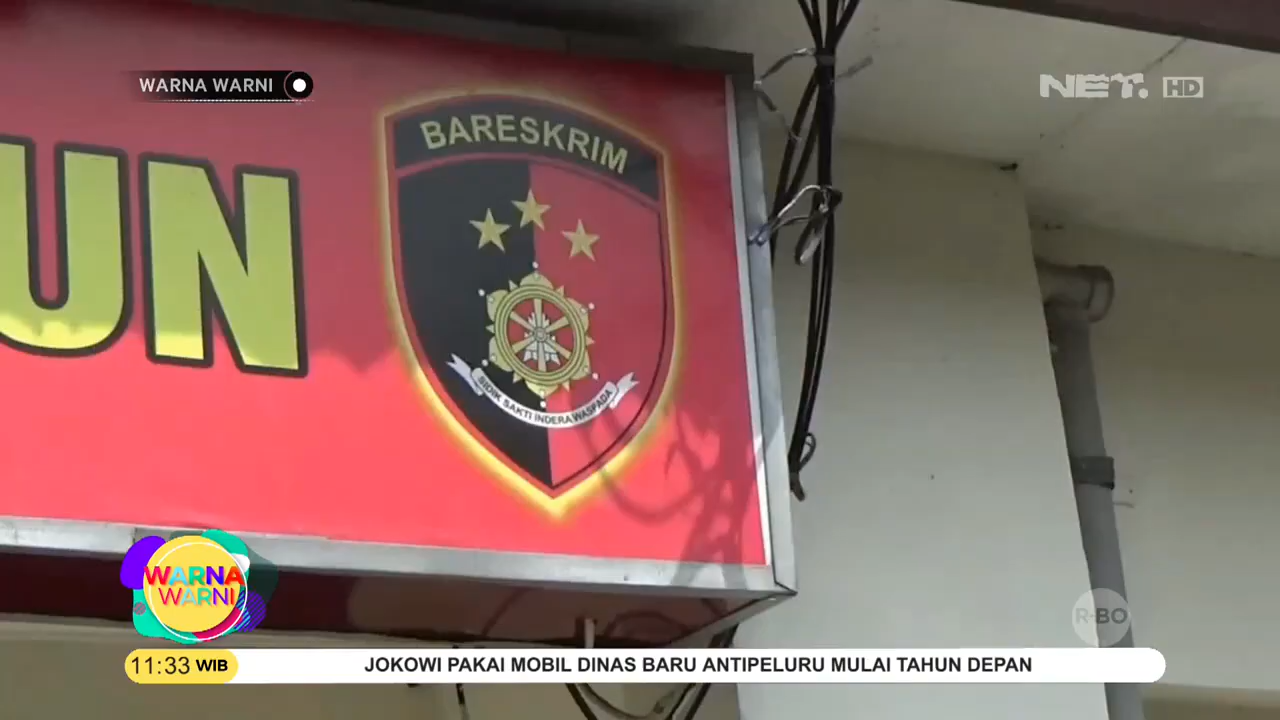 WARNA WARNI
NET. HD
UN
BARESKRIM
SIDIK SAKTI INDERA WASPADA
WARNA
WARNI
R-BO
11:33 WIB
JOKOWI PAKAI MOBIL DINAS BARU ANTIPELURU MULAI TAHUN DEPAN